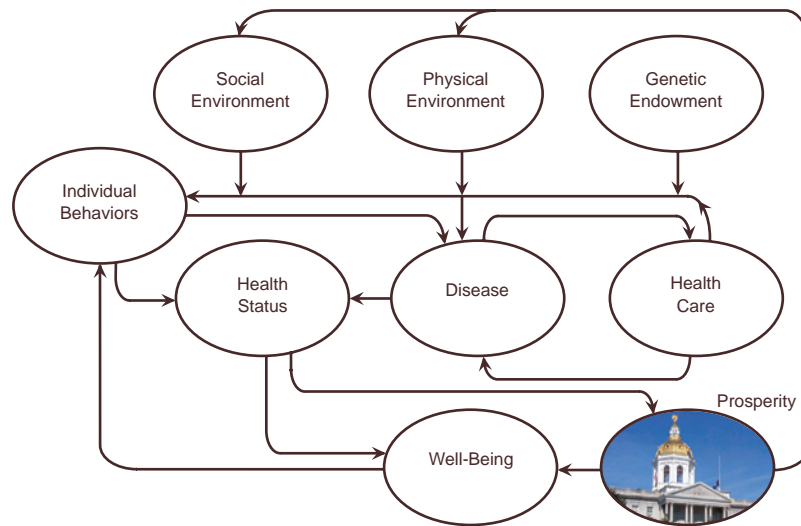 Social
Environment
Physical
Environment
Genetic
Endowment
Individual
Behaviors
Health
Status
Disease
Health
Care
Prosperity
Well-Being